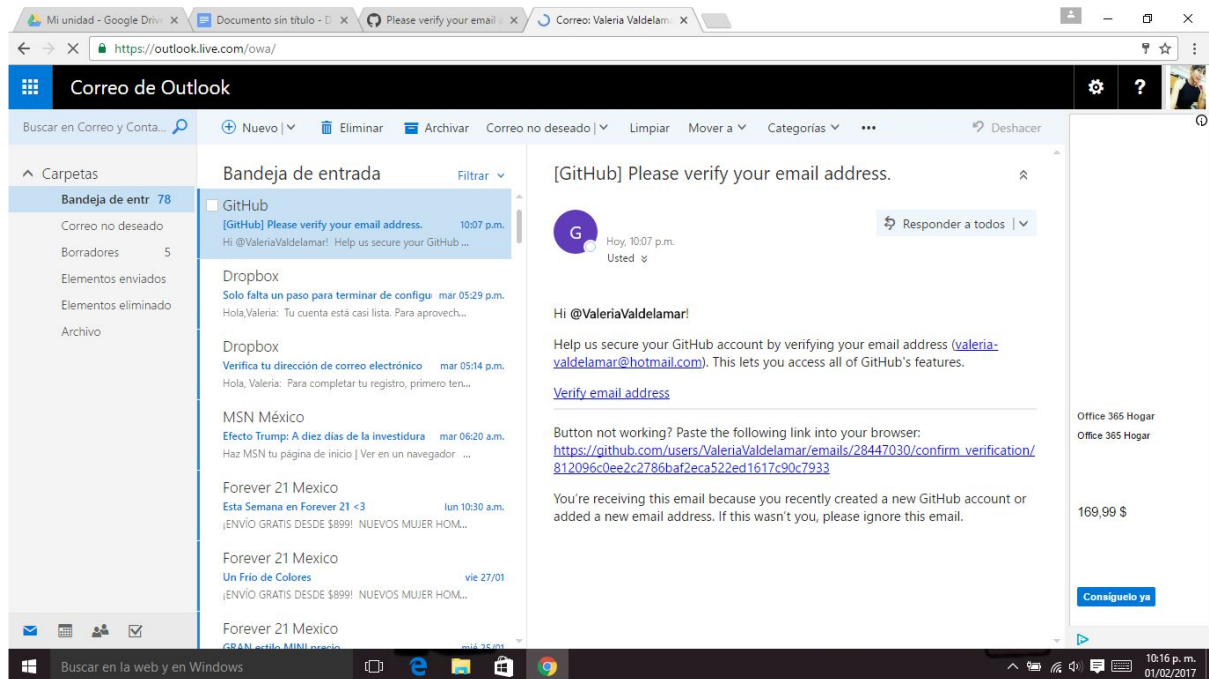 Mi unidad - Google Drive
Documento sin título - D
Please verify your email a
Correo: Valeria Valdelam
https://outlook.live.com/owa/
Correo de Outlook
?
Buscar en Correo y Conta...
Nuevo | Eliminar Archivar Correo no deseado | Limpiar Mover a Categorías ••• Deshacer
Carpetas
Bandeja de entr 78
Correo no deseado
Borradores 5
Elementos enviados
Elementos eliminado
Archivo
Bandeja de entrada Filtrar
GitHub
[GitHub] Please verify your email address. 10:07 p.m.
Hi @ValeriaValdelamar! Help us secure your GitHub ...
Dropbox
Solo falta un paso para terminar de configu mar 05:29 p.m.
Hola,Valeria: Tu cuenta está casi lista. Para aprovech...
Dropbox
Verifica tu dirección de correo electrónico mar 05:14 p.m.
Hola, Valeria: Para completar tu registro, primero ten...
MSN México
Efecto Trump: A diez días de la investidura mar 06:20 a.m.
Haz MSN tu página de inicio | Ver en un navegador ...
Forever 21 Mexico
Esta Semana en Forever 21 <3 lun 10:30 a.m.
¡ENVÍO GRATIS DESDE $899! NUEVOS MUJER HOM...
Forever 21 Mexico
Un Frío de Colores vie 27/01
¡ENVÍO GRATIS DESDE $899! NUEVOS MUJER HOM...
Forever 21 Mexico
GRAN estilo MINI precio mié 25/01
[GitHub] Please verify your email address.
G
Hoy, 10:07 p.m.
Usted
Responder a todos |
Hi @ValeriaValdelamar!
Help us secure your GitHub account by verifying your email address (valeria-
valdelamar@hotmail.com). This lets you access all of GitHub's features.
Verify email address
Button not working? Paste the following link into your browser:
https://github.com/users/ValeriaValdelamar/emails/28447030/confirm_verification/
812096c0ee2c2786baf2eca522ed1617c90c7933
You're receiving this email because you recently created a new GitHub account or
added a new email address. If this wasn't you, please ignore this email.
Office 365 Hogar
Office 365 Hogar
169,99 $
Consíguelo ya
Buscar en la web y en Windows
10:16 p. m.
01/02/2017